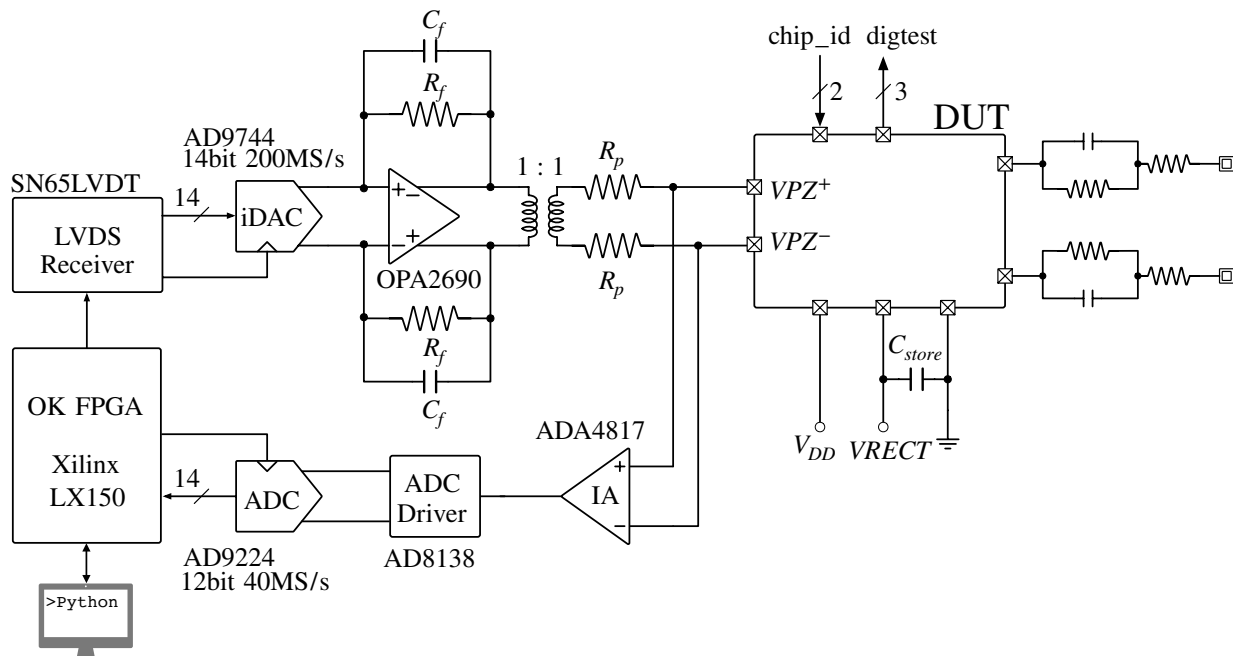 C_f
chip_id digtest
R_f
2
3
DUT
AD9744
14bit 200MS/s
1 : 1
R_p
SN65LVDT
14
iDAC
+
−
−
+
VPZ⁺
LVDS
Receiver
VPZ⁻
OPA2690
R_p
R_f
C_store
OK FPGA
C_f
Xilinx
LX150
ADA4817
V_DD
VRECT
14
ADC
ADC
Driver
+
IA
−
AD9224
12bit 40MS/s
AD8138
>Python